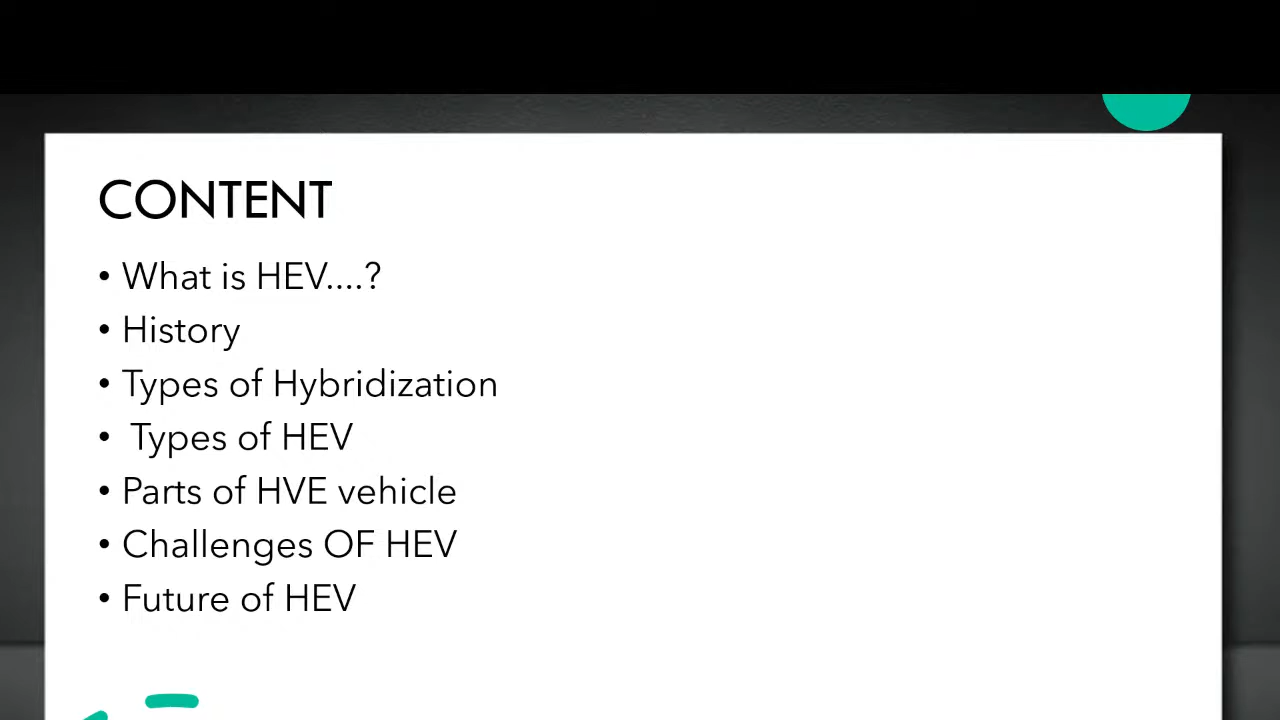 CONTENT
• What is HEV....?
• History
• Types of Hybridization
• Types of HEV
• Parts of HVE vehicle
• Challenges OF HEV
• Future of HEV